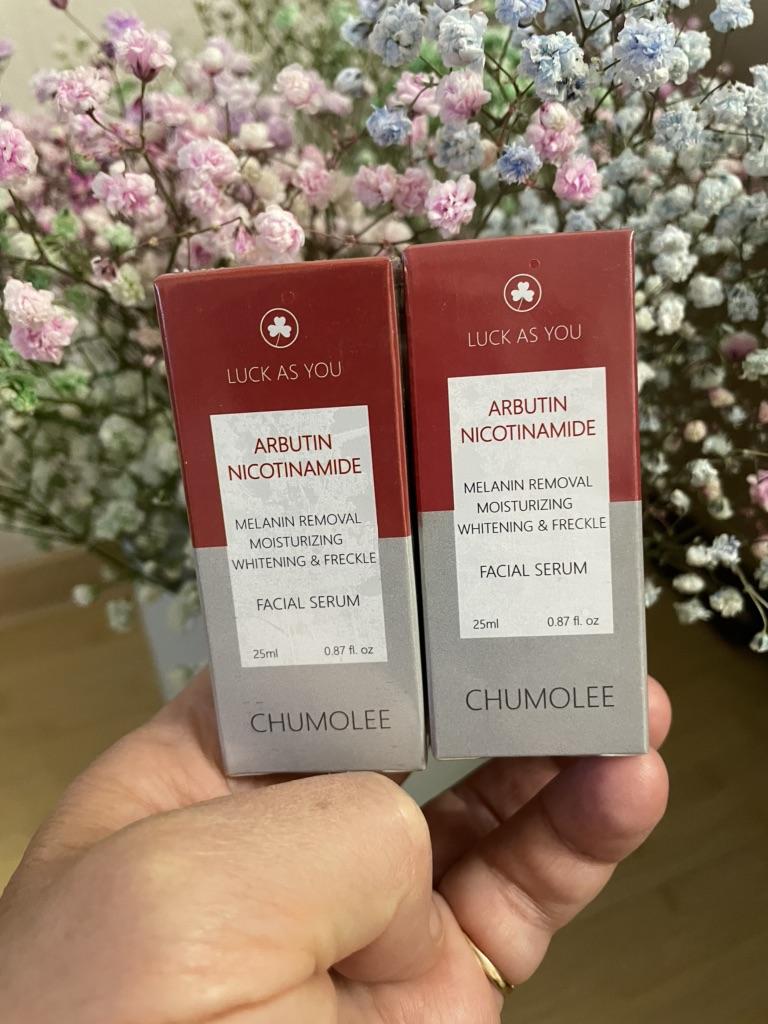 LUCK AS YOU
ARBUTIN
NICOTINAMIDE
MELANIN REMOVAL
MOISTURIZING
WHITENING & FRECKLE
FACIAL SERUM
25ml 0.87 fl. oz
CHUMOLEE
LUCK AS YOU
ARBUTIN
NICOTINAMIDE
MELANIN REMOVAL
MOISTURIZING
WHITENING & FRECKLE
FACIAL SERUM
25ml 0.87 fl. oz
CHUMOLEE